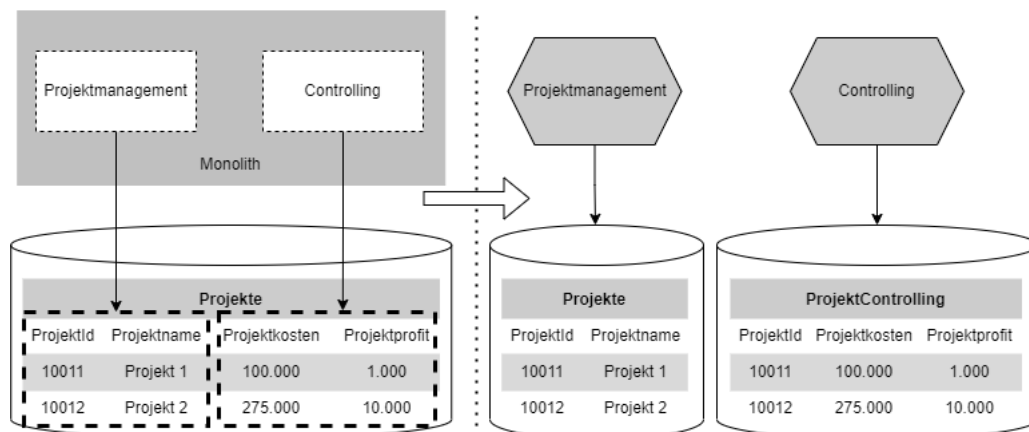 Projektmanagement
Controlling
Monolith
Projekte
ProjektId Projektname Projektkosten Projektprofit
10011 Projekt 1 100.000 1.000
10012 Projekt 2 275.000 10.000
Projektmanagement
Controlling
Projekte
ProjektId Projektname
10011 Projekt 1
10012 Projekt 2
ProjektControlling
ProjektId Projektkosten Projektprofit
10011 100.000 1.000
10012 275.000 10.000